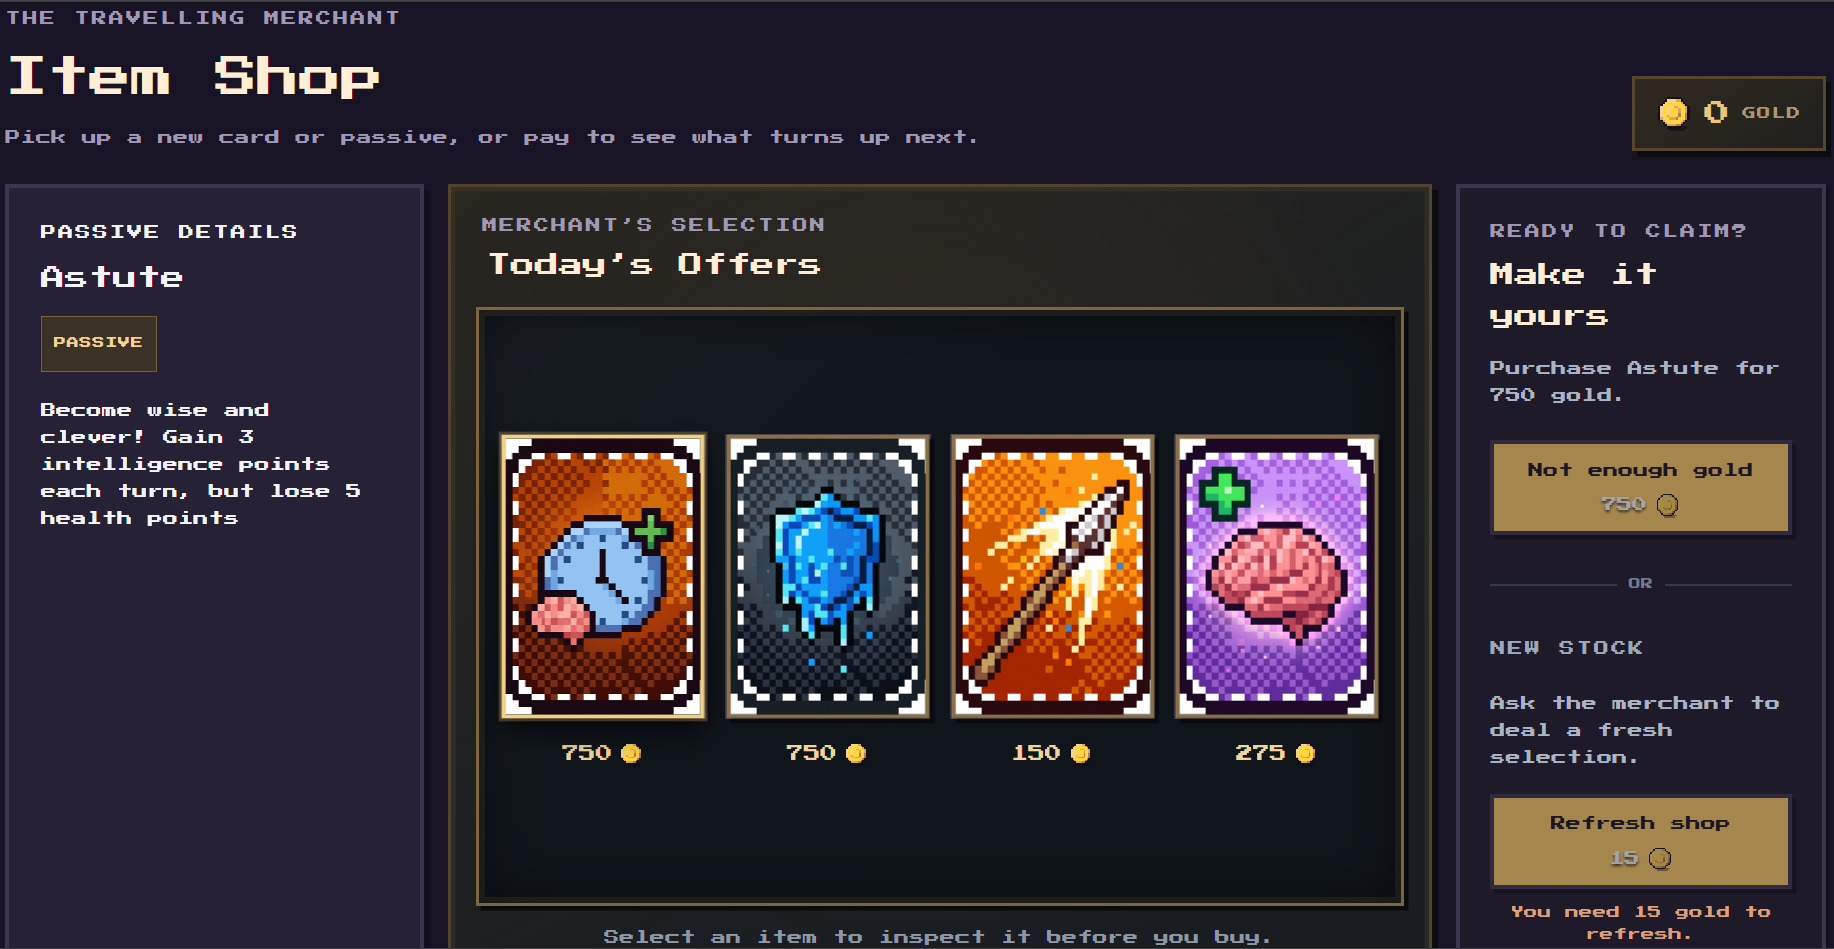 THE TRAVELLING MERCHANT
Item Shop
Pick up a new card or passive, or pay to see what turns up next.
0 GOLD
PASSIVE DETAILS
Astute
PASSIVE
Become wise and
clever! Gain 3
intelligence points
each turn, but lose 5
health points
MERCHANT'S SELECTION
Today's Offers
750
750
150
275
Select an item to inspect it before you buy.
READY TO CLAIM?
Make it
yours
Purchase Astute for
750 gold.
Not enough gold
750
OR
NEW STOCK
Ask the merchant to
deal a fresh
selection.
Refresh shop
15
You need 15 gold to
refresh.